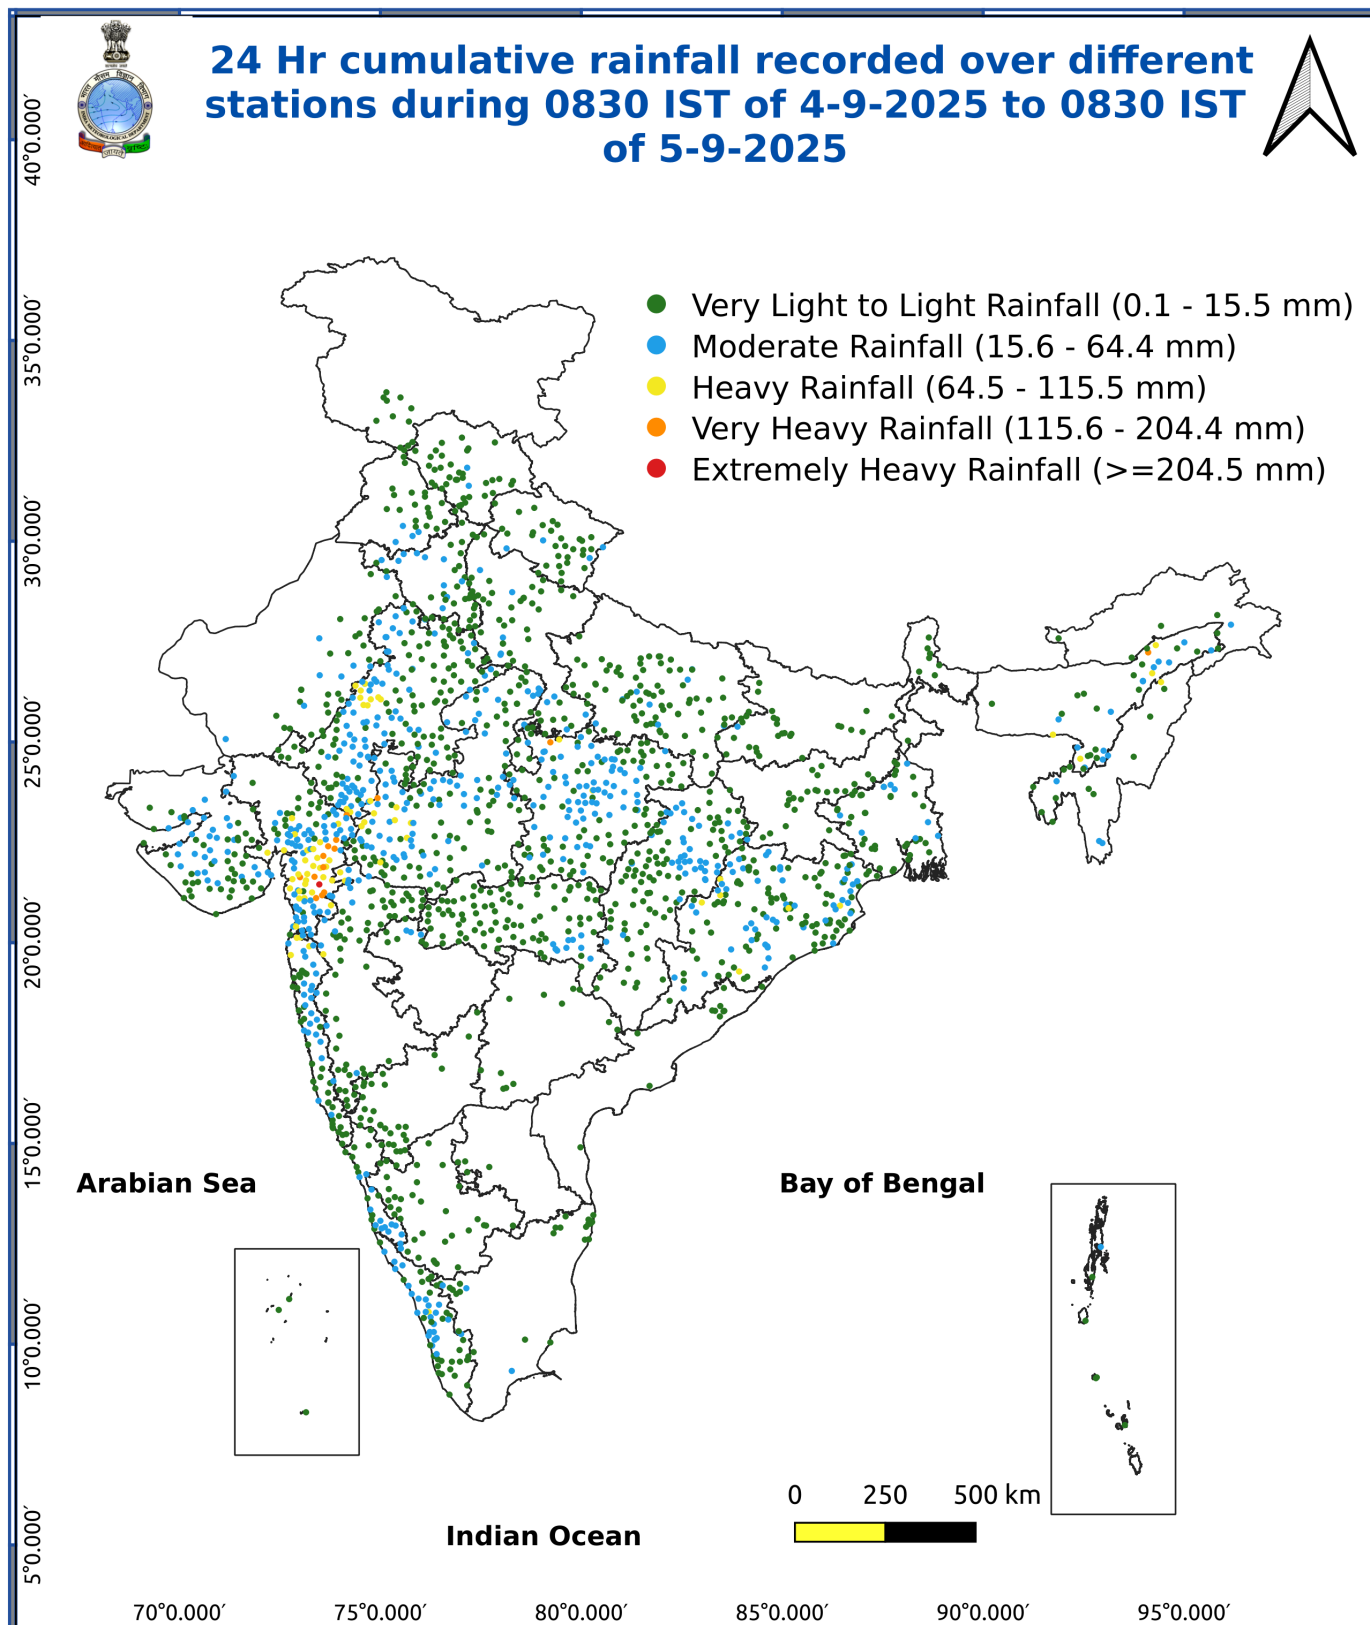 24 Hr cumulative rainfall recorded over different
stations during 0830 IST of 4-9-2025 to 0830 IST
of 5-9-2025
Very Light to Light Rainfall (0.1 - 15.5 mm)
Moderate Rainfall (15.6 - 64.4 mm)
Heavy Rainfall (64.5 - 115.5 mm)
Very Heavy Rainfall (115.6 - 204.4 mm)
Extremely Heavy Rainfall (>=204.5 mm)
40°0.000′
35°0.000′
30°0.000′
25°0.000′
20°0.000′
15°0.000′
10°0.000′
5°0.000′
Arabian Sea
Bay of Bengal
Indian Ocean
0 250 500 km
70°0.000′ 75°0.000′ 80°0.000′ 85°0.000′ 90°0.000′ 95°0.000′